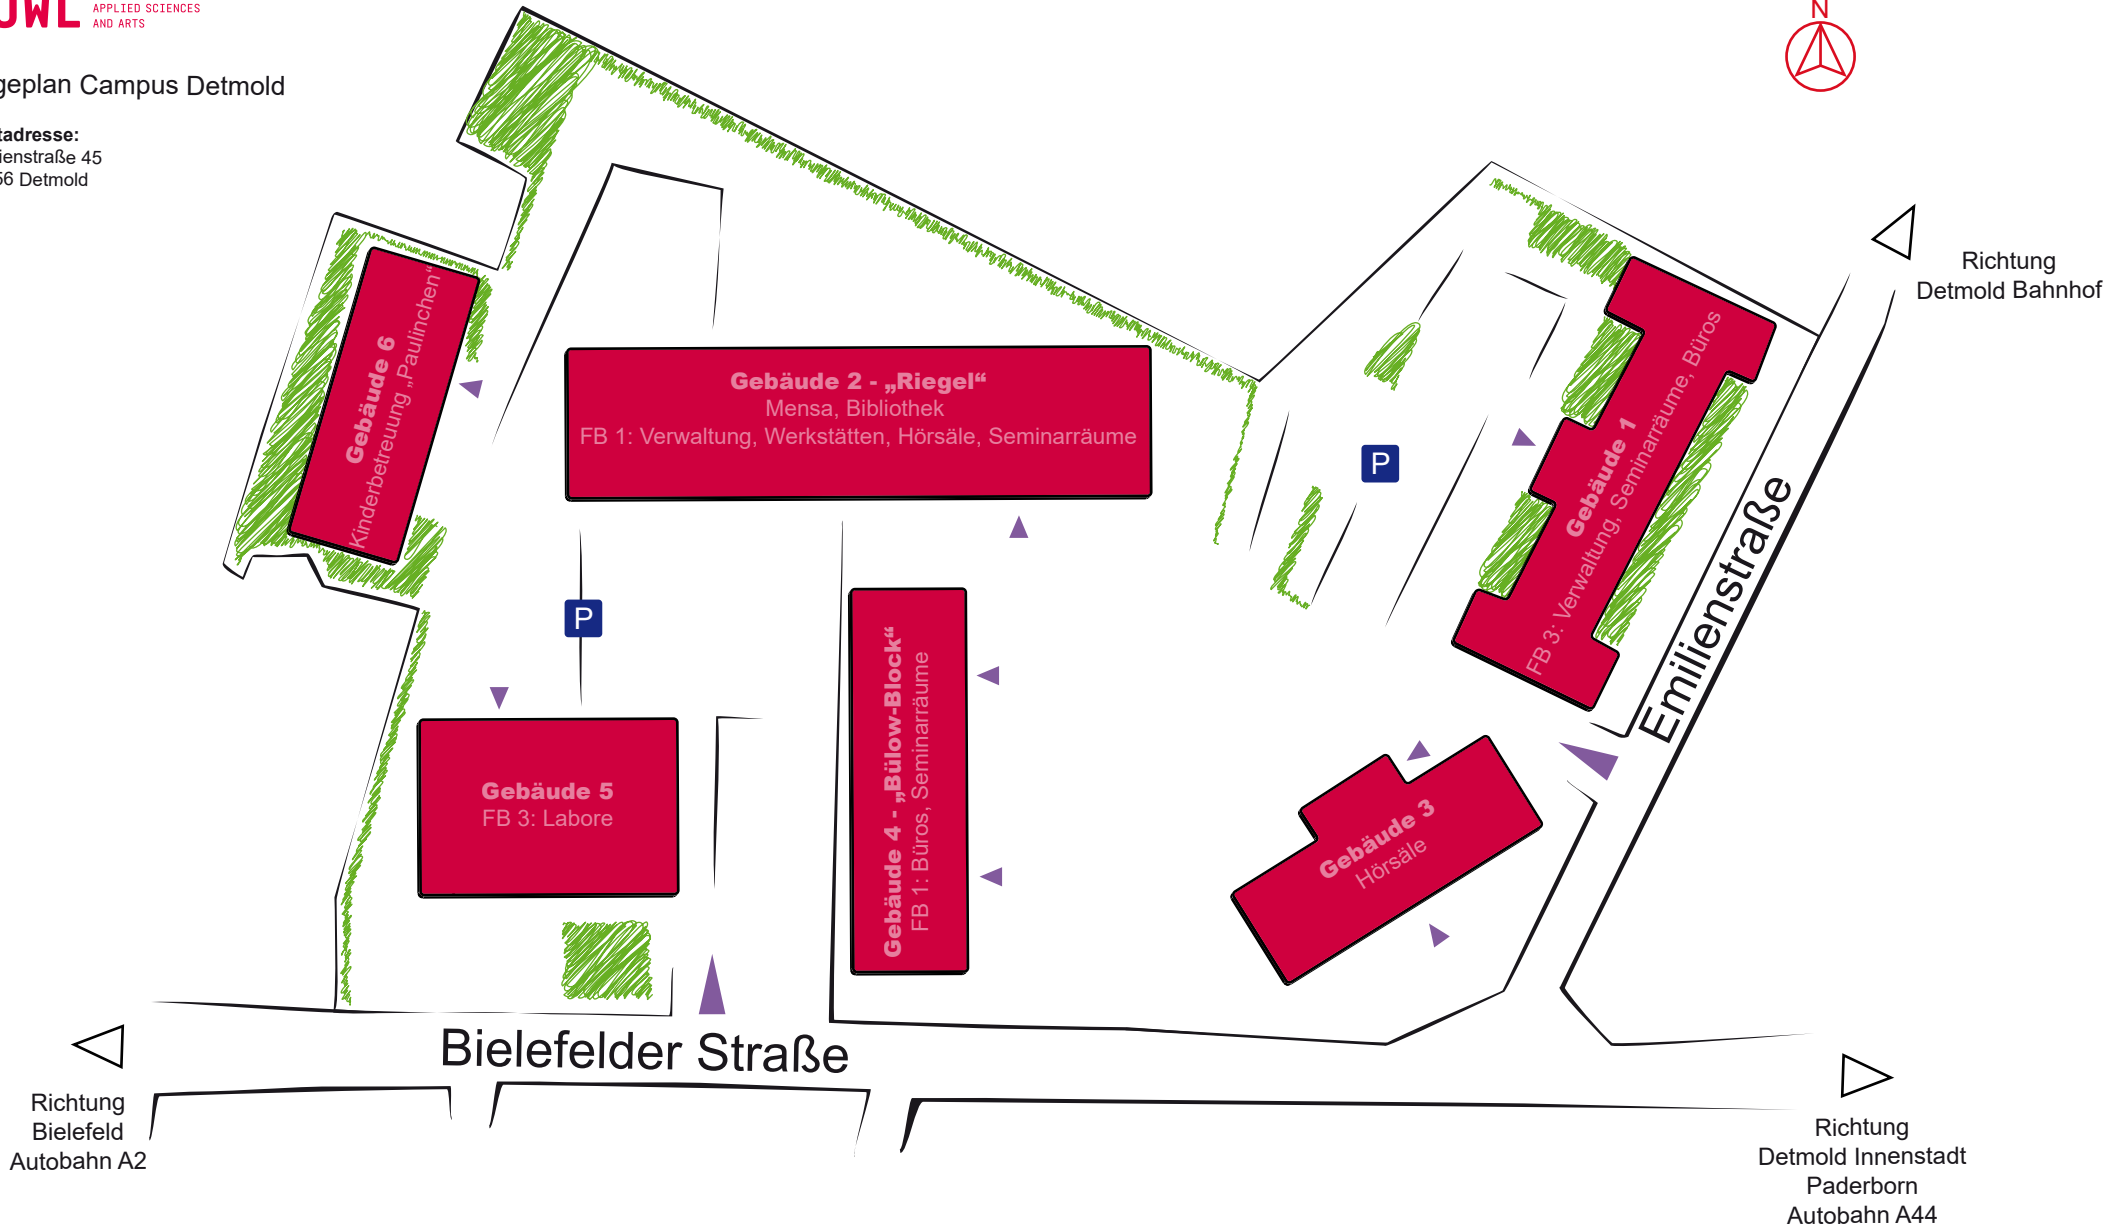 OWL
APPLIED SCIENCES
AND ARTS
geplan Campus Detmold
tadresse:
ienstraße 45
56 Detmold
N
Richtung
Detmold Bahnhof
Gebäude 6
Kinderbetreuung „Paulinchen“
Gebäude 2 - „Riegel“
Mensa, Bibliothek
FB 1: Verwaltung, Werkstätten, Hörsäle, Seminarräume
P
Gebäude 1
FB 3: Verwaltung, Seminarräume, Büros
Emilienstraße
P
Gebäude 4 - „Bülow-Block“
FB 1: Büros, Seminarräume
Gebäude 5
FB 3: Labore
Gebäude 3
Hörsäle
Bielefelder Straße
Richtung
Bielefeld
Autobahn A2
Richtung
Detmold Innenstadt
Paderborn
Autobahn A44